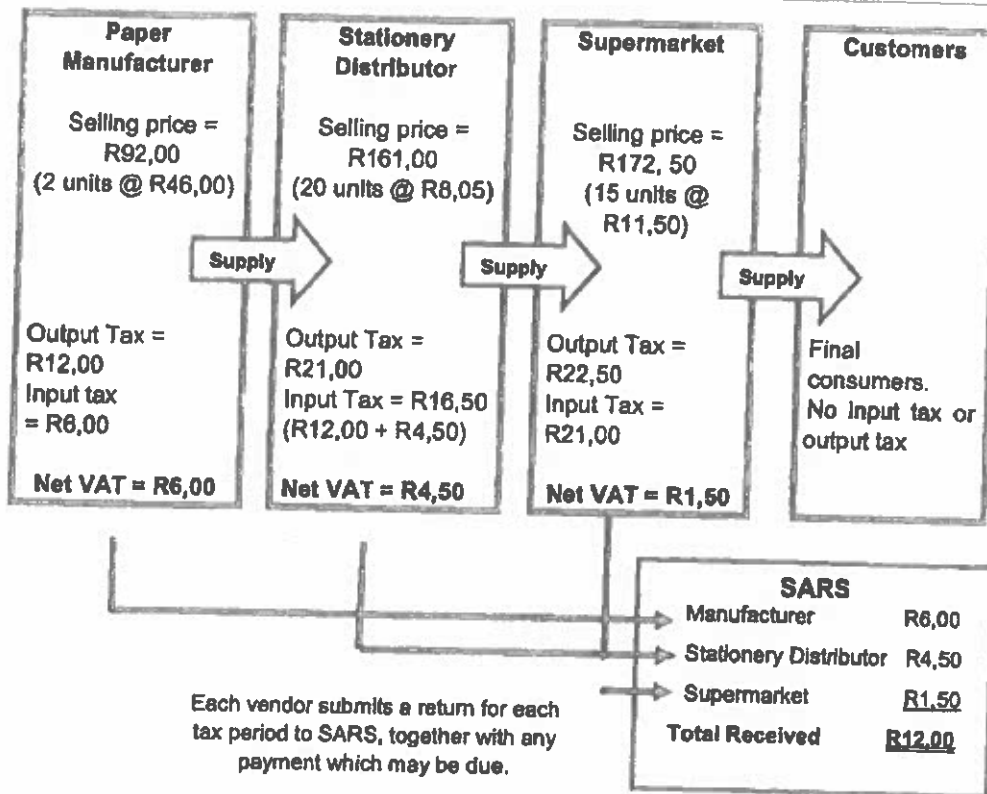 Paper
Manufacturer
Selling price =
R92,00
(2 units @ R46,00)
Supply
Output Tax =
R12,00
Input tax
= R6,00
Net VAT = R6,00
Stationery
Distributor
Selling price =
R161,00
(20 units @ R8,05)
Supply
Output Tax =
R21,00
Input Tax = R16,50
(R12,00 + R4,50)
Net VAT = R4,50
Supermarket
Selling price =
R172, 50
(15 units @
R11,50)
Supply
Output Tax =
R22,50
Input Tax =
R21,00
Net VAT = R1,50
Customers
Final
consumers.
No input tax or
output tax
SARS
Manufacturer R6,00
Stationery Distributor R4,50
Supermarket R1,50
Total Received R12,00
Each vendor submits a return for each
tax period to SARS, together with any
payment which may be due.